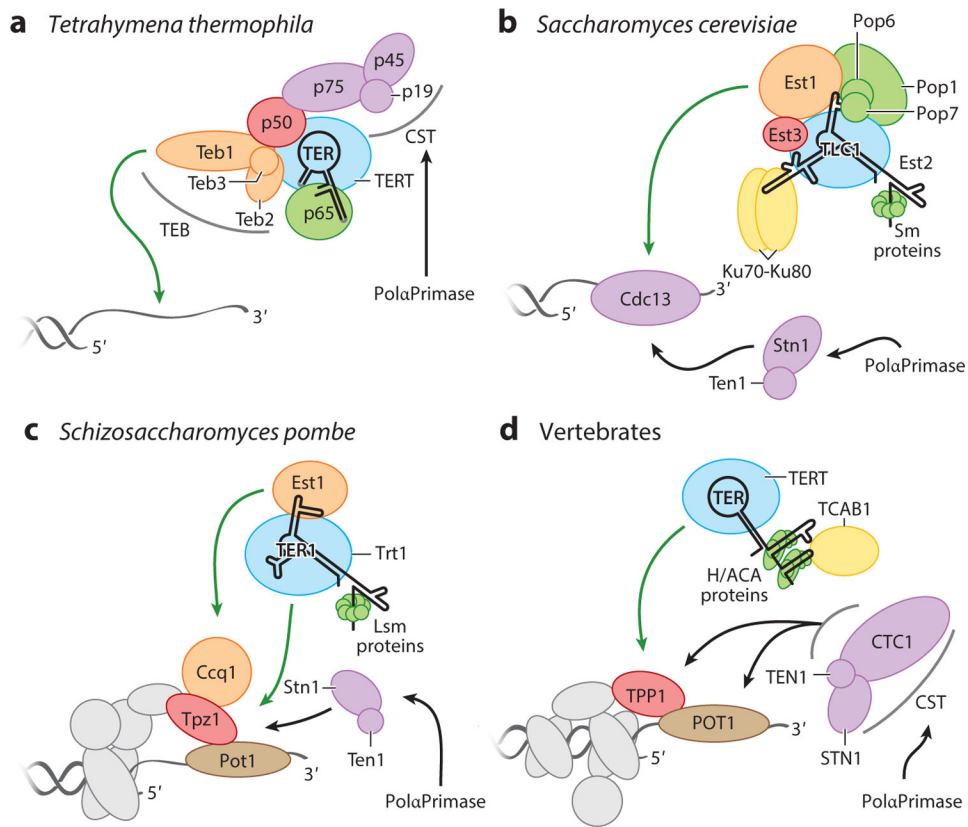 a Tetrahymena thermophila
p45
p75
p19
p50
CST
TER
Teb1
Teb3
TERT
Teb2
p65
TEB
PolαPrimase
3′
5′
b Saccharomyces cerevisiae
Pop6
Est1
Pop1
Pop7
Est3
TLC1
Est2
Sm
proteins
Ku70-Ku80
Cdc13
3′
5′
Stn1
PolαPrimase
Ten1
c Schizosaccharomyces pombe
Est1
TER1
Trt1
Lsm
proteins
Ccq1
Stn1
Tpz1
Ten1
Pot1
3′
5′
PolαPrimase
d Vertebrates
TERT
TER
TCAB1
H/ACA
proteins
CTC1
TEN1
TPP1
CST
POT1
3′
5′
STN1
PolαPrimase